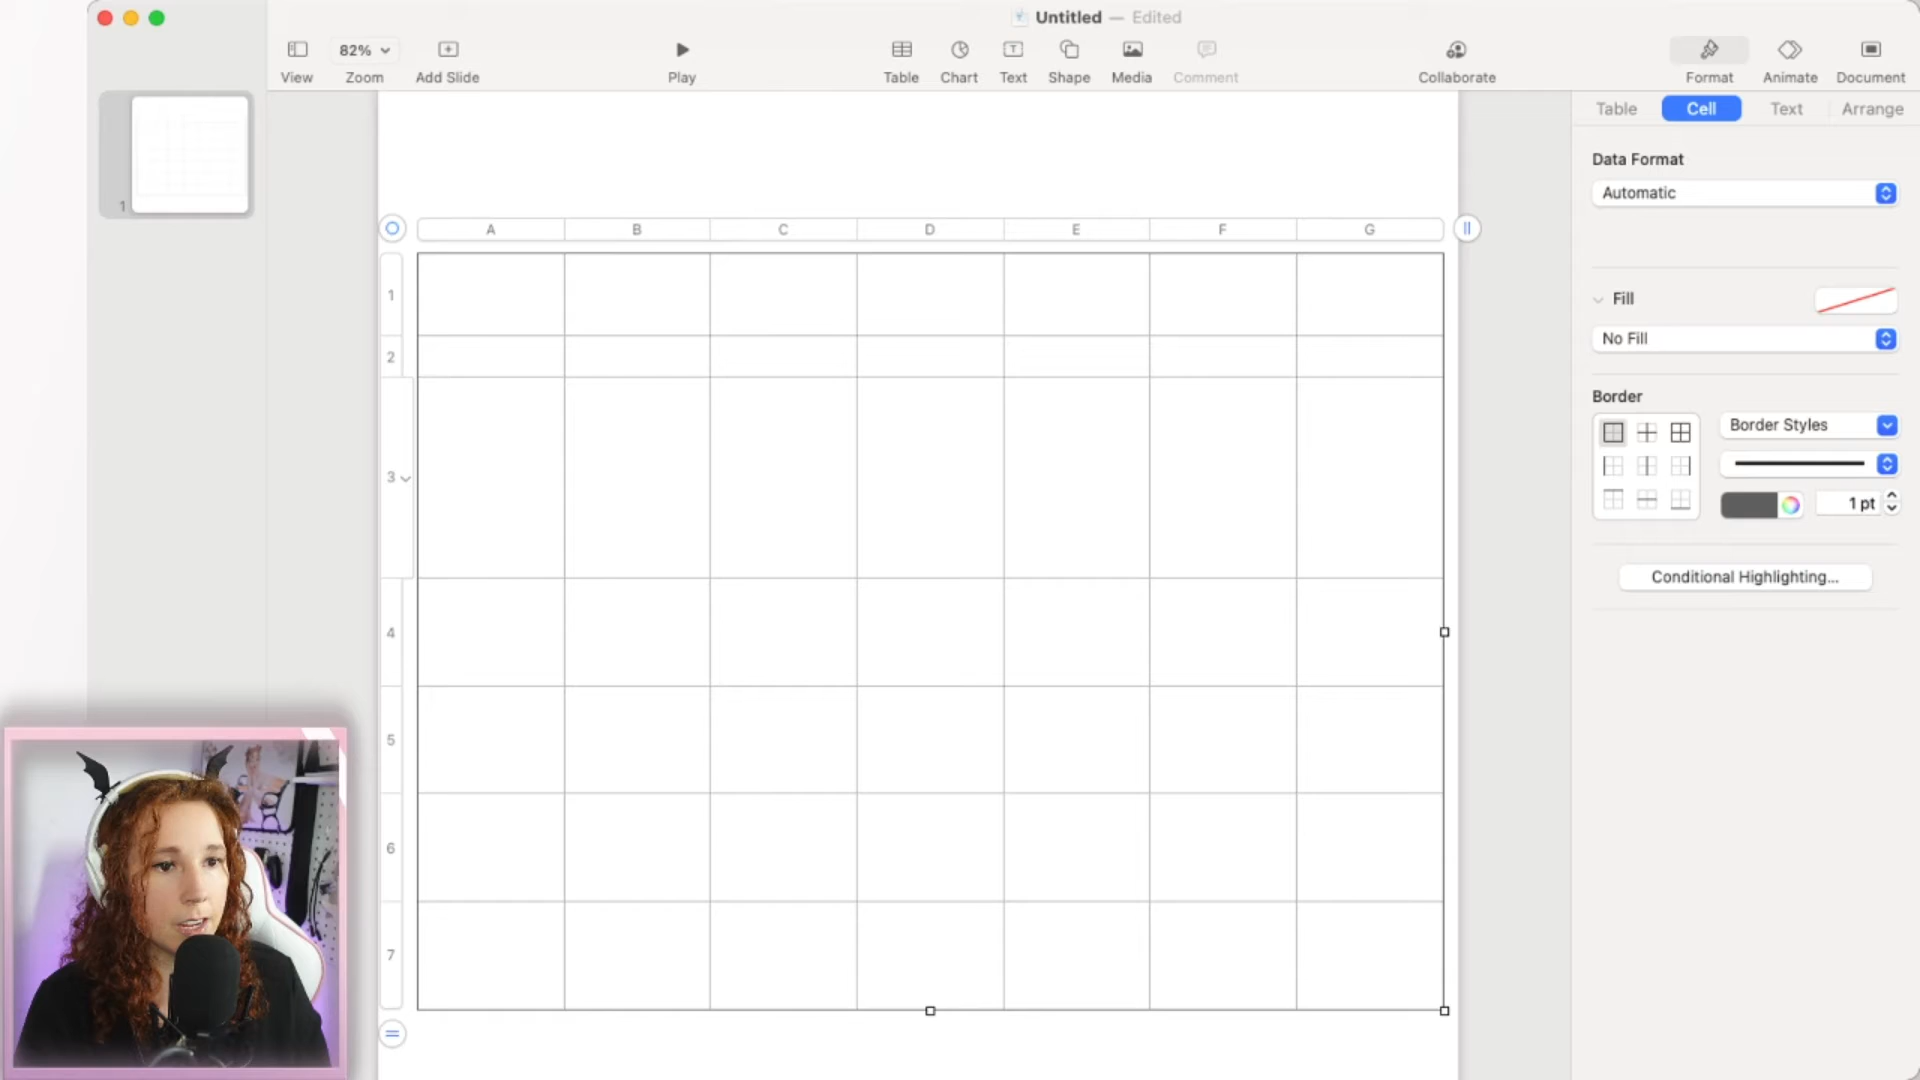 Untitled — Edited
82%
View
Zoom
Add Slide
Play
Table
Chart
Text
Shape
Media
Comment
Collaborate
Format
Animate
Document
Table
Cell
Text
Arrange
Data Format
Automatic
Fill
No Fill
Border
Border Styles
1 pt
Conditional Highlighting...
1
A B C D E F G
1
2
3
4
5
6
7